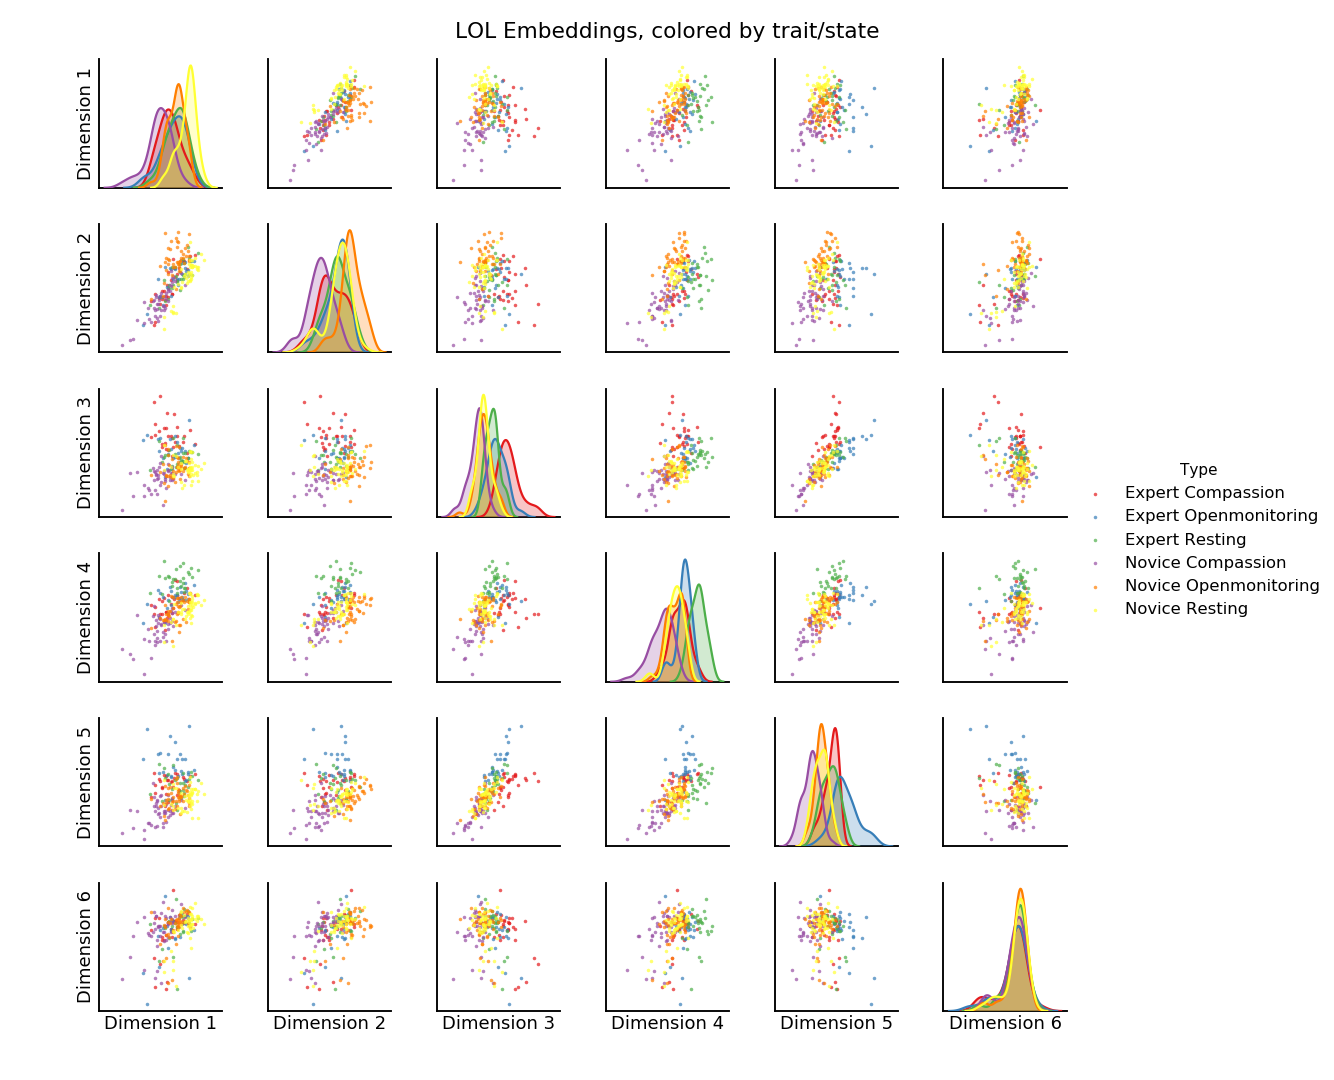 LOL Embeddings, colored by trait/state
Dimension 1
Dimension 2
Dimension 3
Dimension 4
Dimension 5
Dimension 6
Dimension 1
Dimension 2
Dimension 3
Dimension 4
Dimension 5
Dimension 6
Type
Expert Compassion
Expert Openmonitoring
Expert Resting
Novice Compassion
Novice Openmonitoring
Novice Resting